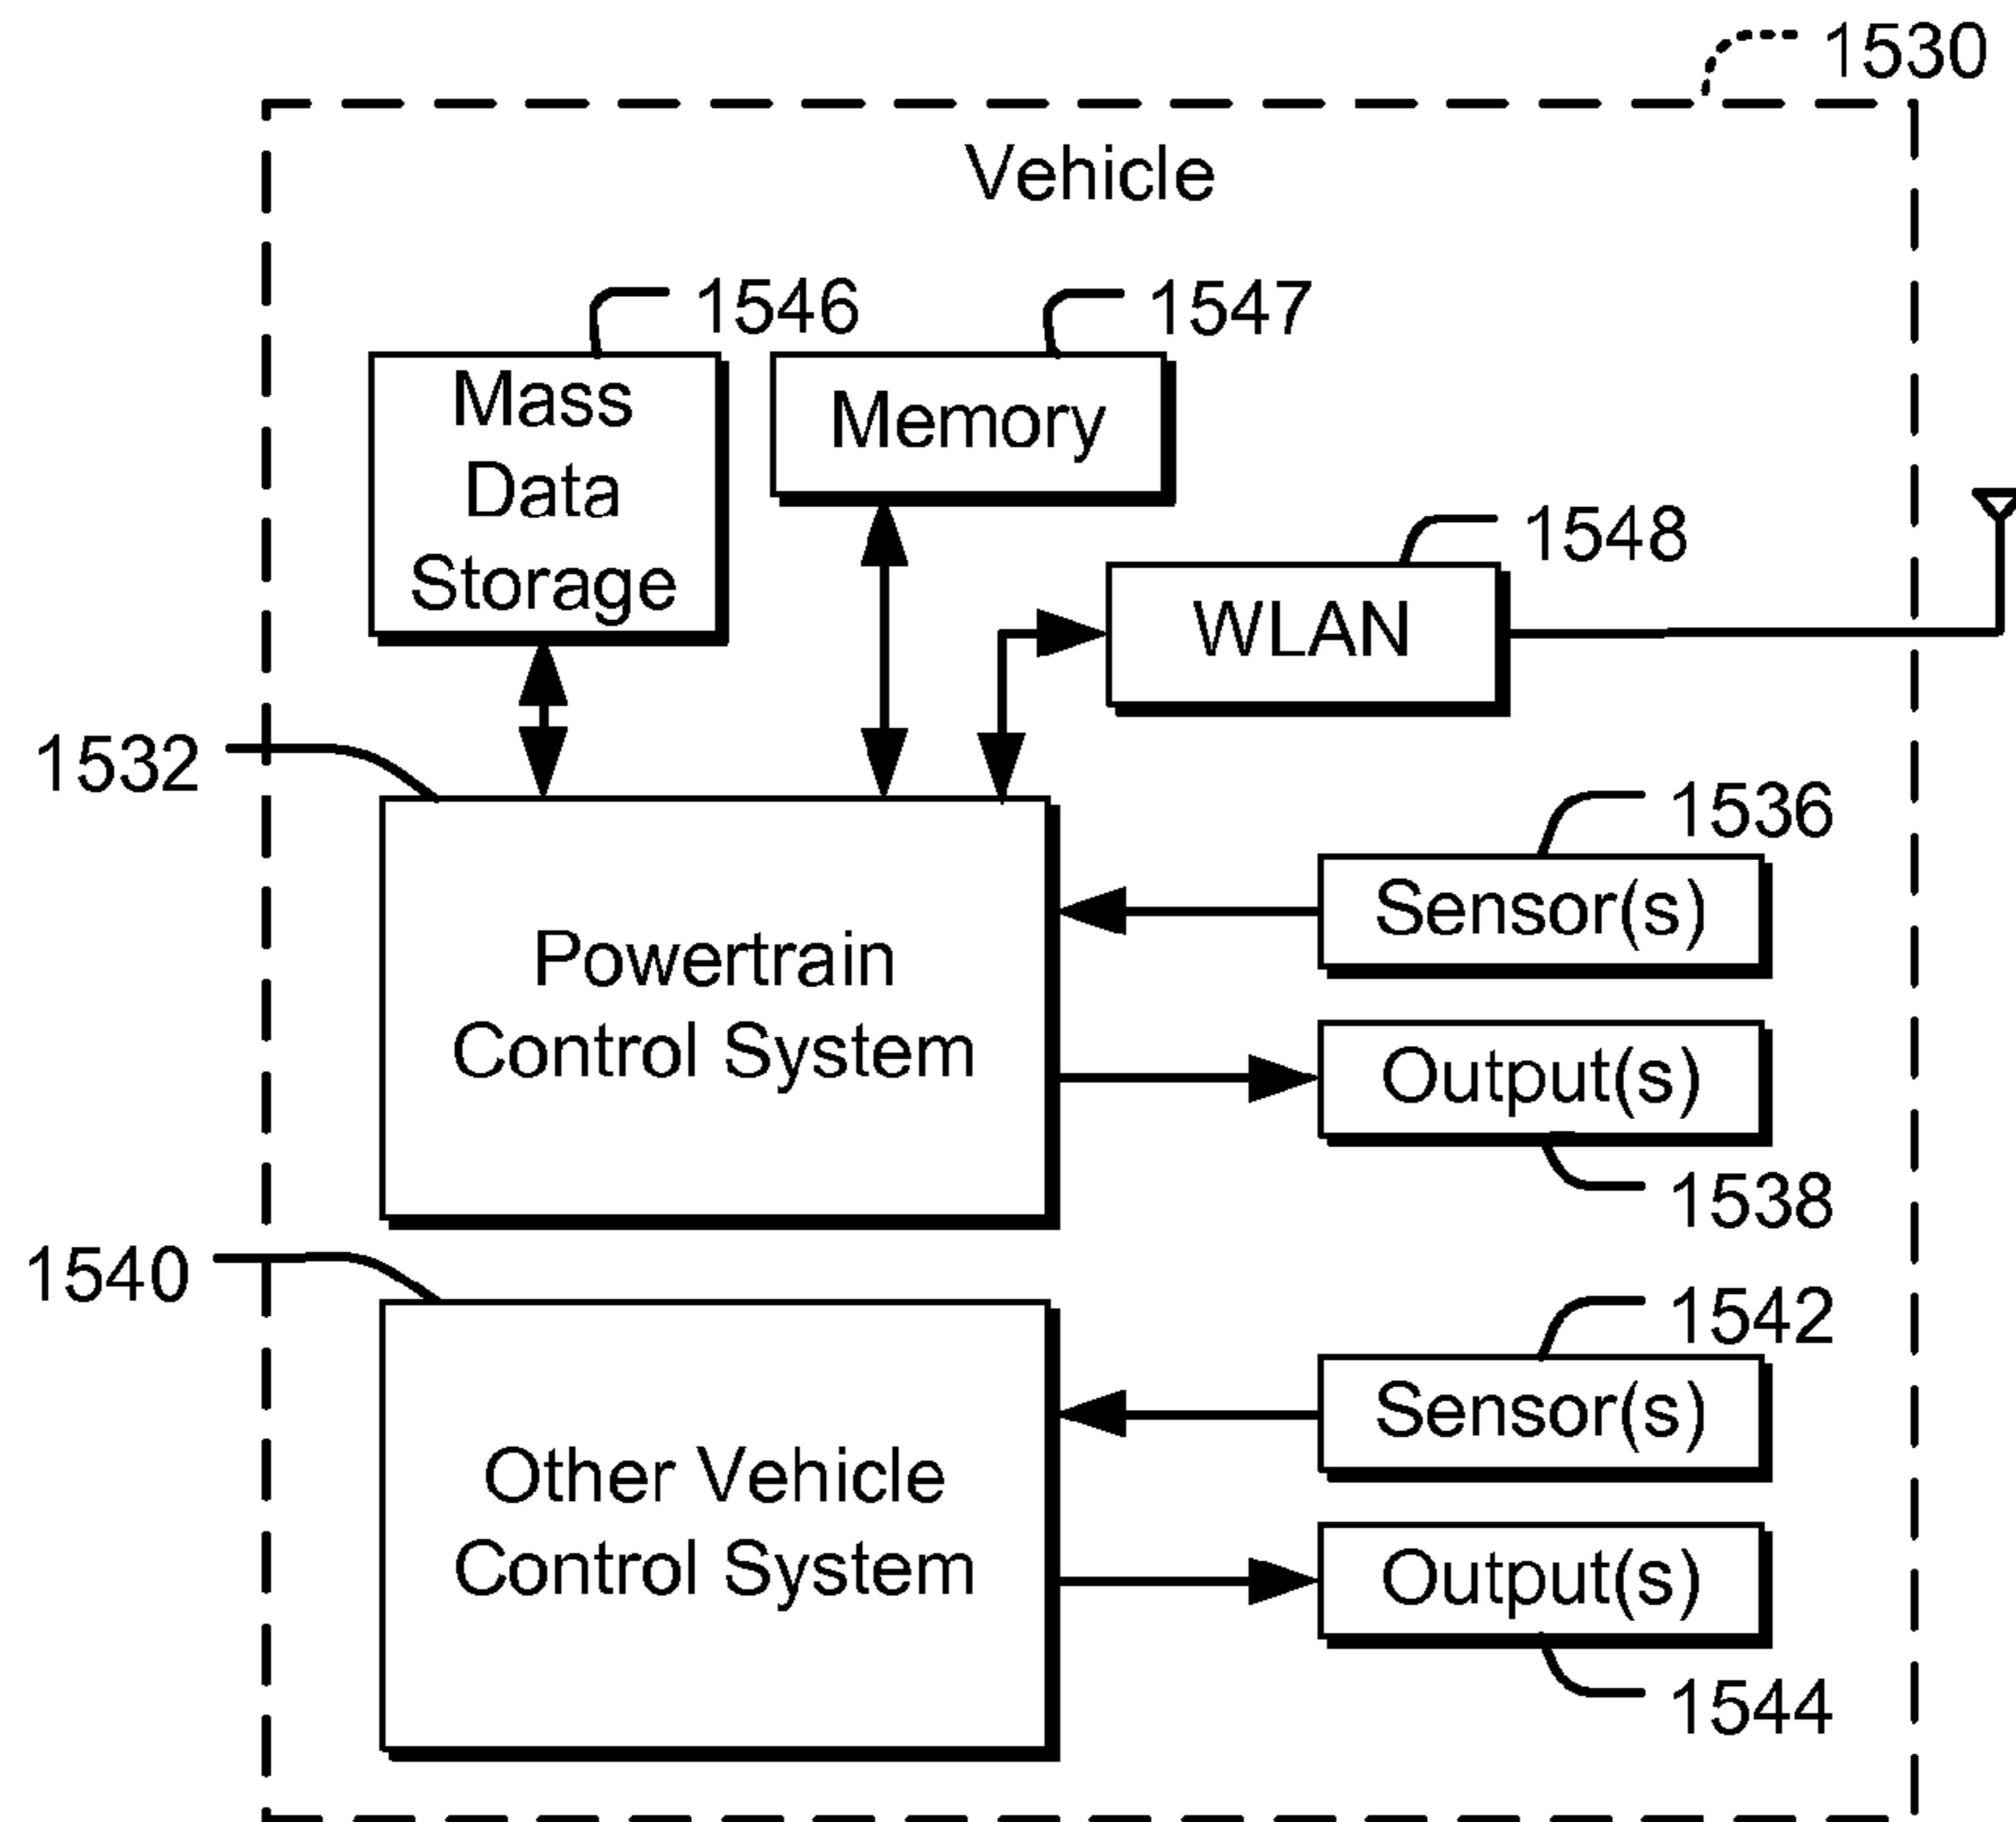 1530
Vehicle
1546
1547
Mass
Data
Storage
Memory
1548
WLAN
1532
1536
Sensor(s)
Powertrain
Control System
Output(s)
1538
1540
1542
Sensor(s)
Other Vehicle
Control System
Output(s)
1544